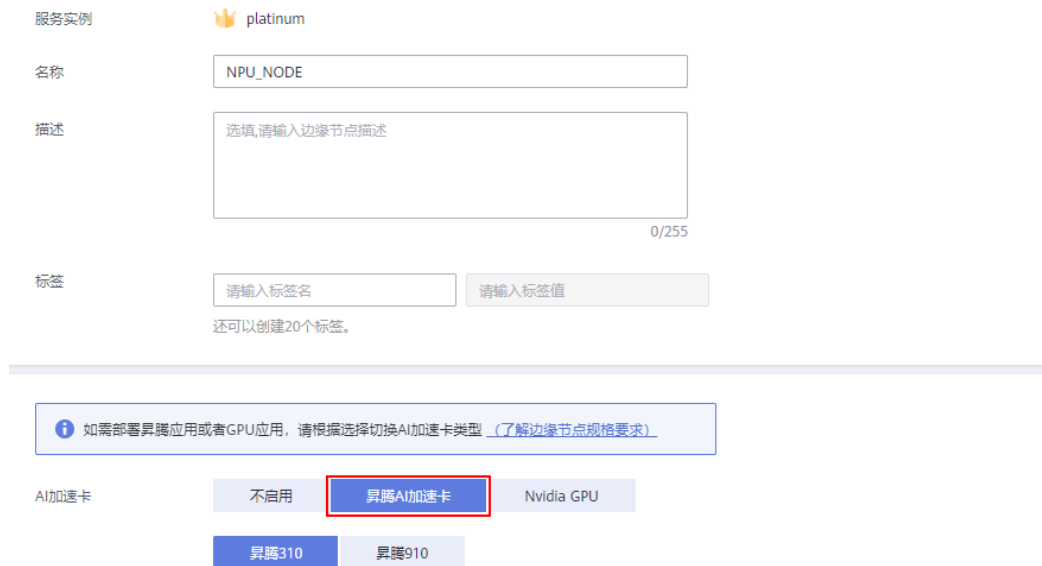 服务实例 platinum
名称 NPU_NODE
描述 选填,请输入边缘节点描述
0/255
标签 请输入标签名 请输入标签值
还可以创建20个标签。
如需部署昇腾应用或者GPU应用，请根据选择切换AI加速卡类型 （了解边缘节点规格要求）
AI加速卡 不启用 昇腾AI加速卡 Nvidia GPU
昇腾310 昇腾910